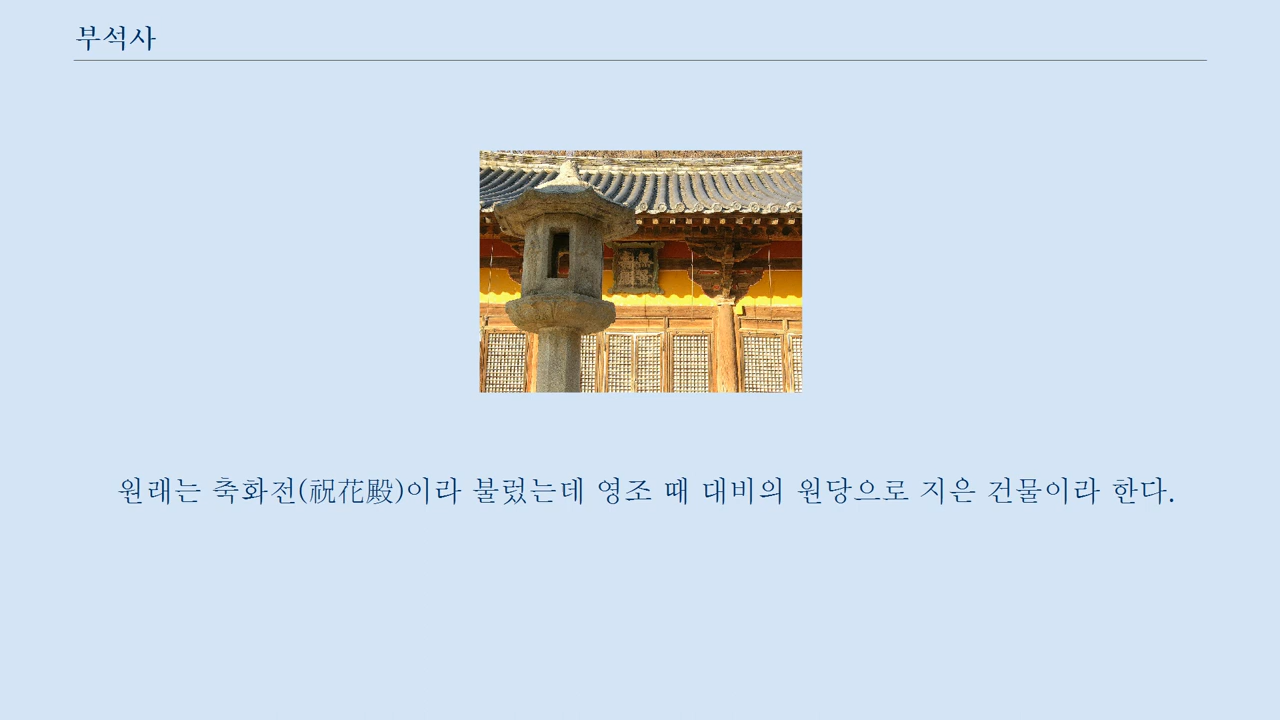 부석사
원래는 축화전(祝花殿)이라 불렀는데 영조 때 대비의 원당으로 지은 건물이라 한다.